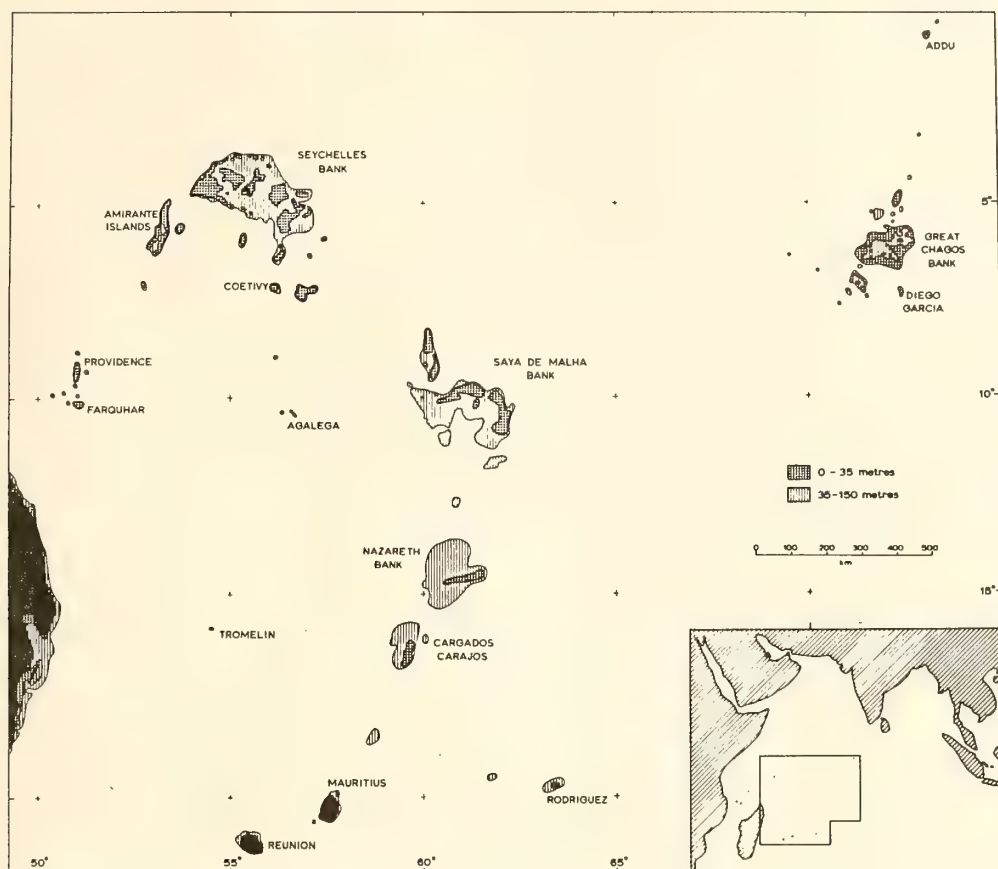 ADDU
SEYCHELLES
BANK
5°
AMIRANTE
ISLANDS
GREAT
CHAGOS
BANK
COETIVY
DIEGO
GARCIA
PROVIDENCE
SAYA DE MALHA
BANK
FARQUHAR
AGALEGA
10°
0 – 35 metres
35-150 metres
NAZARETH
BANK
0 100 200 300 400 500
km
15°
TROMELIN
CARGADOS
CARAJOS
MAURITIUS
RODRIGUEZ
REUNION
50° 55° 60° 65°